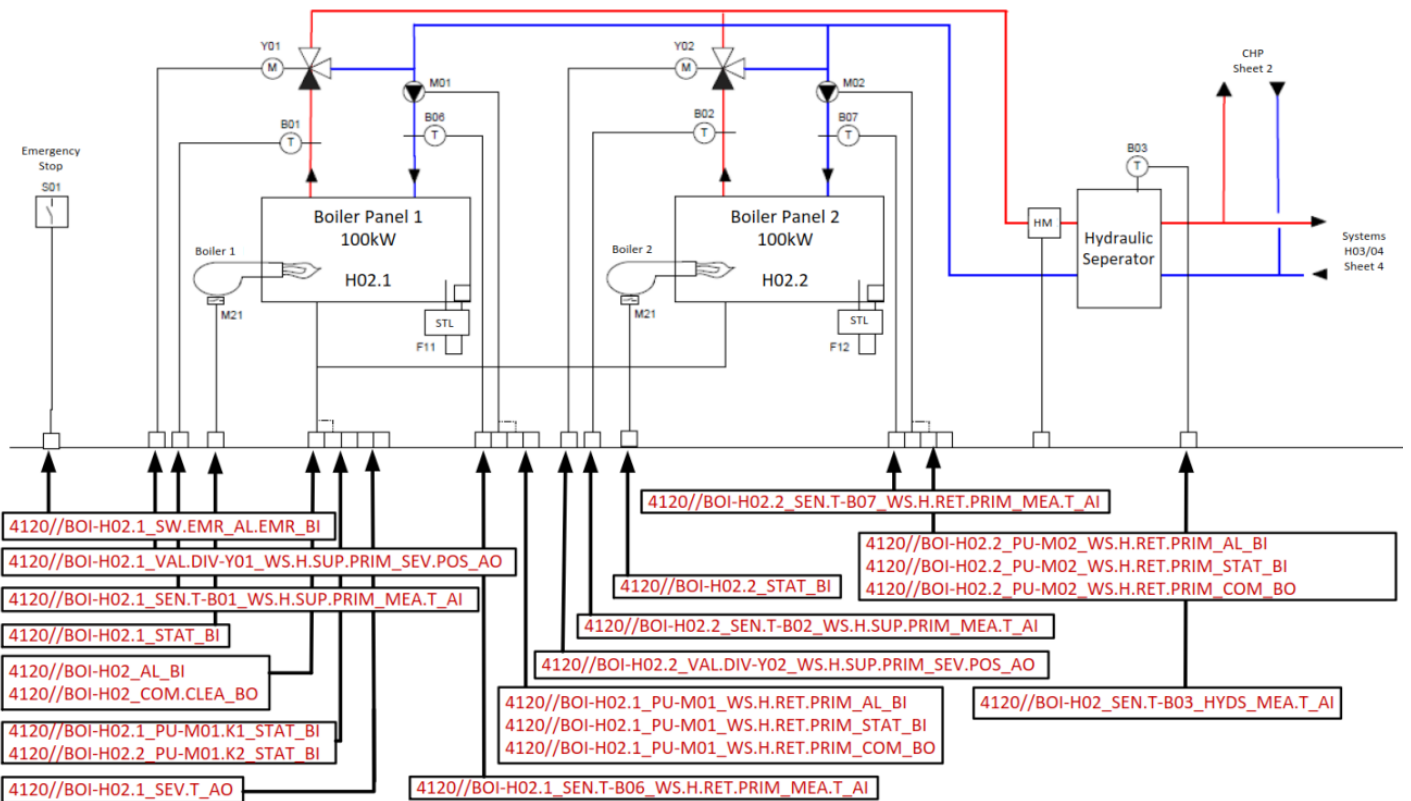 Y01
M
M01
B01
T
B06
T
Y02
M
M02
B02
T
B07
T
CHP
Sheet 2
Emergency
Stop
S01
B03
T
Boiler Panel 1
100kW
H02.1
Boiler 1
M21
STL
F11
Boiler Panel 2
100kW
H02.2
Boiler 2
M21
STL
F12
HM
Hydraulic
Seperator
Systems
H03/04
Sheet 4
4120//BOI-H02.1_SW.EMR_AL.EMR_BI
4120//BOI-H02.1_VAL.DIV-Y01_WS.H.SUP.PRIM_SEV.POS_AO
4120//BOI-H02.1_SEN.T-B01_WS.H.SUP.PRIM_MEA.T_AI
4120//BOI-H02.1_STAT_BI
4120//BOI-H02_AL_BI
4120//BOI-H02_COM.CLEA_BO
4120//BOI-H02.1_PU-M01.K1_STAT_BI
4120//BOI-H02.2_PU-M01.K2_STAT_BI
4120//BOI-H02.1_SEV.T_AO
4120//BOI-H02.2_SEN.T-B07_WS.H.RET.PRIM_MEA.T_AI
4120//BOI-H02.2_PU-M02_WS.H.RET.PRIM_AL_BI
4120//BOI-H02.2_PU-M02_WS.H.RET.PRIM_STAT_BI
4120//BOI-H02.2_PU-M02_WS.H.RET.PRIM_COM_BO
4120//BOI-H02.2_STAT_BI
4120//BOI-H02.2_SEN.T-B02_WS.H.SUP.PRIM_MEA.T_AI
4120//BOI-H02.2_VAL.DIV-Y02_WS.H.SUP.PRIM_SEV.POS_AO
4120//BOI-H02.1_PU-M01_WS.H.RET.PRIM_AL_BI
4120//BOI-H02.1_PU-M01_WS.H.RET.PRIM_STAT_BI
4120//BOI-H02.1_PU-M01_WS.H.RET.PRIM_COM_BO
4120//BOI-H02_SEN.T-B03_HYDS_MEA.T_AI
4120//BOI-H02.1_SEN.T-B06_WS.H.RET.PRIM_MEA.T_AI